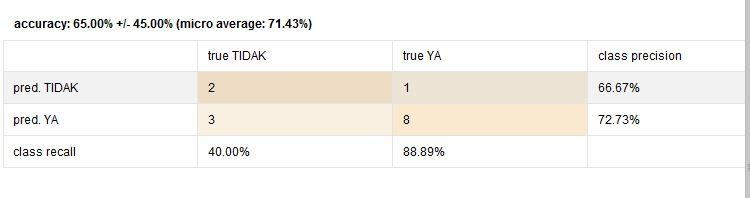 accuracy: 65.00% +/- 45.00% (micro average: 71.43%)
true TIDAK true YA class precision
pred. TIDAK 2 1 66.67%
pred. YA 3 8 72.73%
class recall 40.00% 88.89%